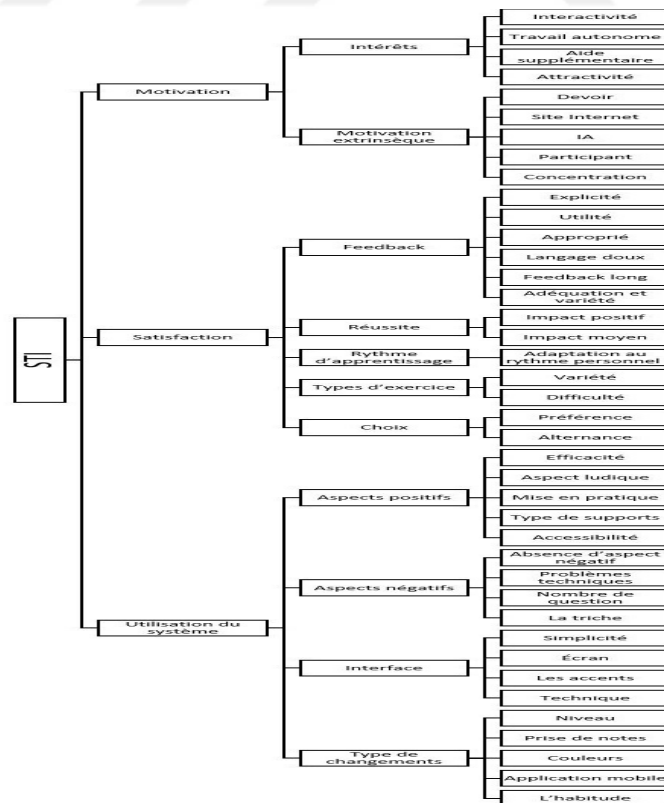 STI
Motivation
Intérêts
Interactivité
Travail autonome
Aide
supplémentaire
Attractivité
Motivation
extrinsèque
Devoir
Site Internet
IA
Participant
Concentration
Satisfaction
Feedback
Explicité
Utilité
Approprié
Langage doux
Feedback long
Adéquation et
variété
Réussite
Impact positif
Impact moyen
Rythme
d'apprentissage
Adaptation au
rythme personnel
Types d'exercice
Variété
Difficulté
Choix
Préférence
Alternance
Utilisation du
système
Aspects positifs
Efficacité
Aspect ludique
Mise en pratique
Type de supports
Accessibilité
Aspects négatifs
Absence d'aspect
négatif
Problèmes
techniques
Nombre de
question
La triche
Interface
Simplicité
Écran
Les accents
Technique
Type de
changements
Niveau
Prise de notes
Couleurs
Application mobile
L'habitude